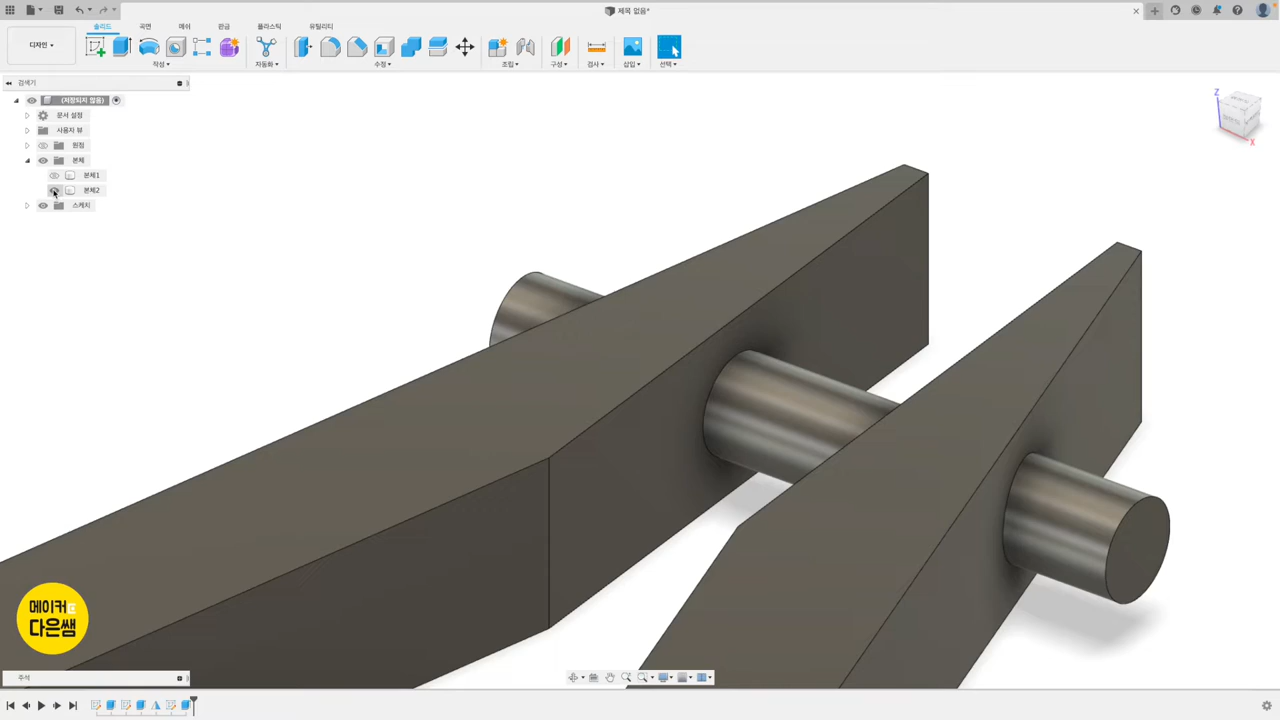 제목 없음*
솔리드
곡면
메쉬
판금
플라스틱
유틸리티
디자인
작성
자동화
수정
조립
구성
검사
삽입
선택
검색기
(저장되지 않음)
문서 설정
사용자 뷰
원점
본체
본체1
본체2
스케치
Z
X
메이커
다은쌤
주석